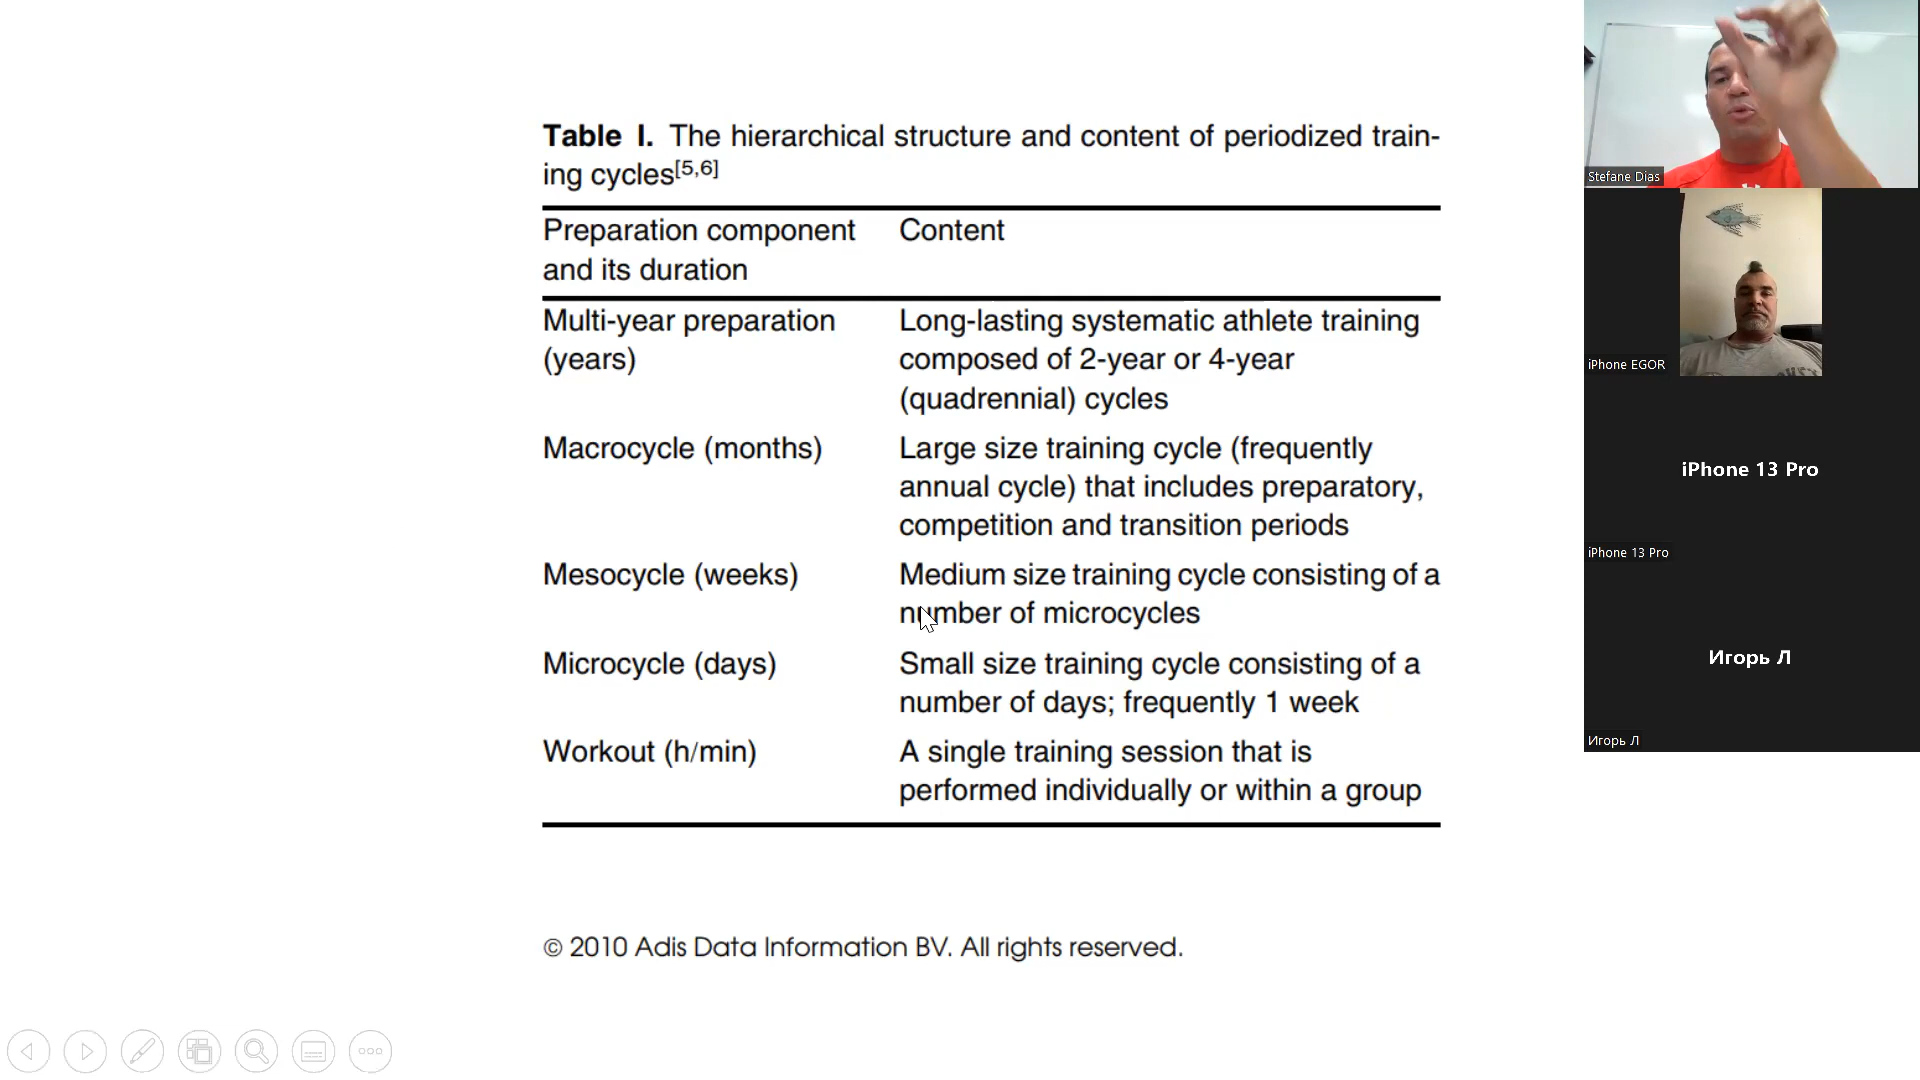 Table I. The hierarchical structure and content of periodized train-
ing cycles[5,6]
Preparation component Content
and its duration
Multi-year preparation Long-lasting systematic athlete training
(years) composed of 2-year or 4-year
(quadrennial) cycles
Macrocycle (months) Large size training cycle (frequently
annual cycle) that includes preparatory,
competition and transition periods
Mesocycle (weeks) Medium size training cycle consisting of a
number of microcycles
Microcycle (days) Small size training cycle consisting of a
number of days; frequently 1 week
Workout (h/min) A single training session that is
performed individually or within a group
© 2010 Adis Data Information BV. All rights reserved.
Stefane Dias
iPhone EGOR
iPhone 13 Pro
iPhone 13 Pro
Игорь Л
Игорь Л